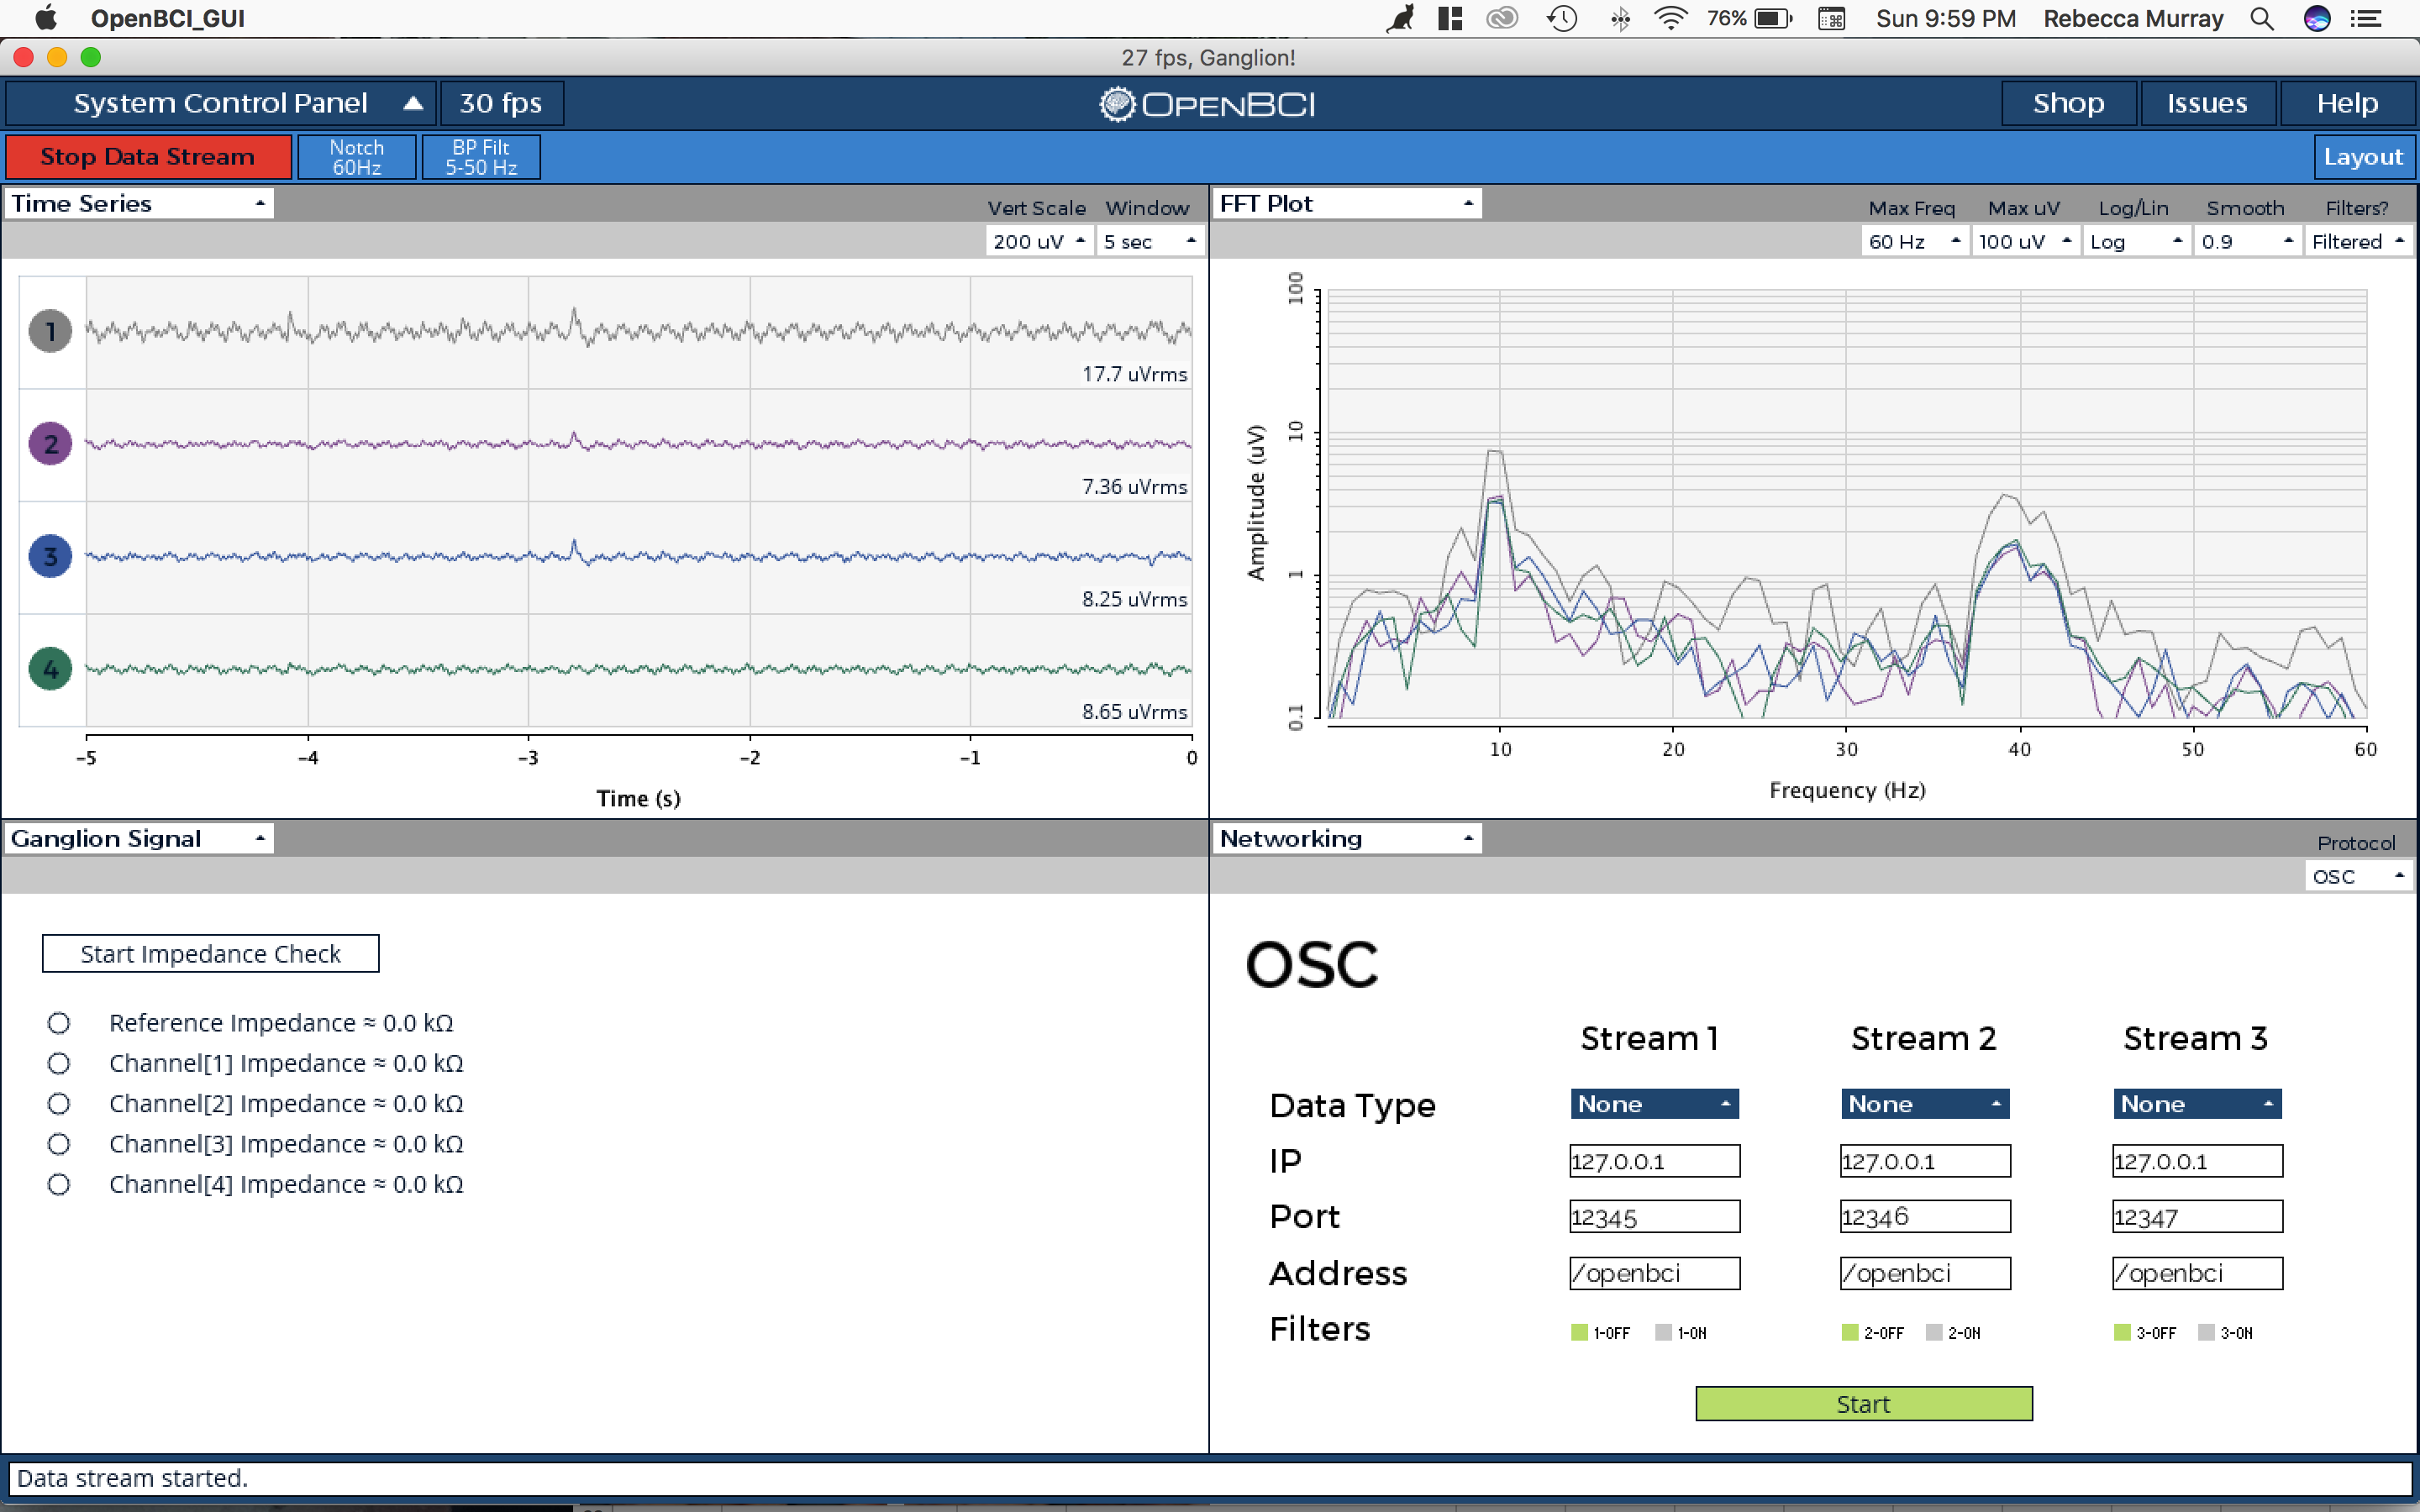 OpenBCI_GUI
76%
Sun 9:59 PM
Rebecca Murray
27 fps, Ganglion!
System Control Panel
30 fps
OPENBCI
Shop
Issues
Help
Stop Data Stream
Notch
60Hz
BP Filt
5-50 Hz
Layout
Time Series
Vert Scale
Window
200 uV
5 sec
1
17.7 uVrms
2
7.36 uVrms
3
8.25 uVrms
4
8.65 uVrms
-5 -4 -3 -2 -1 0
Time (s)
FFT Plot
Max Freq
Max uV
Log/Lin
Smooth
Filters?
60 Hz
100 uV
Log
0.9
Filtered
100
10
1
0.1
Amplitude (uV)
10 20 30 40 50 60
Frequency (Hz)
Ganglion Signal
Start Impedance Check
Reference Impedance ≈ 0.0 kΩ
Channel[1] Impedance ≈ 0.0 kΩ
Channel[2] Impedance ≈ 0.0 kΩ
Channel[3] Impedance ≈ 0.0 kΩ
Channel[4] Impedance ≈ 0.0 kΩ
Networking
Protocol
OSC
OSC
Stream 1 Stream 2 Stream 3
Data Type None None None
IP 127.0.0.1 127.0.0.1 127.0.0.1
Port 12345 12346 12347
Address /openbci /openbci /openbci
Filters 1-OFF 1-ON 2-OFF 2-ON 3-OFF 3-ON
Start
Data stream started.